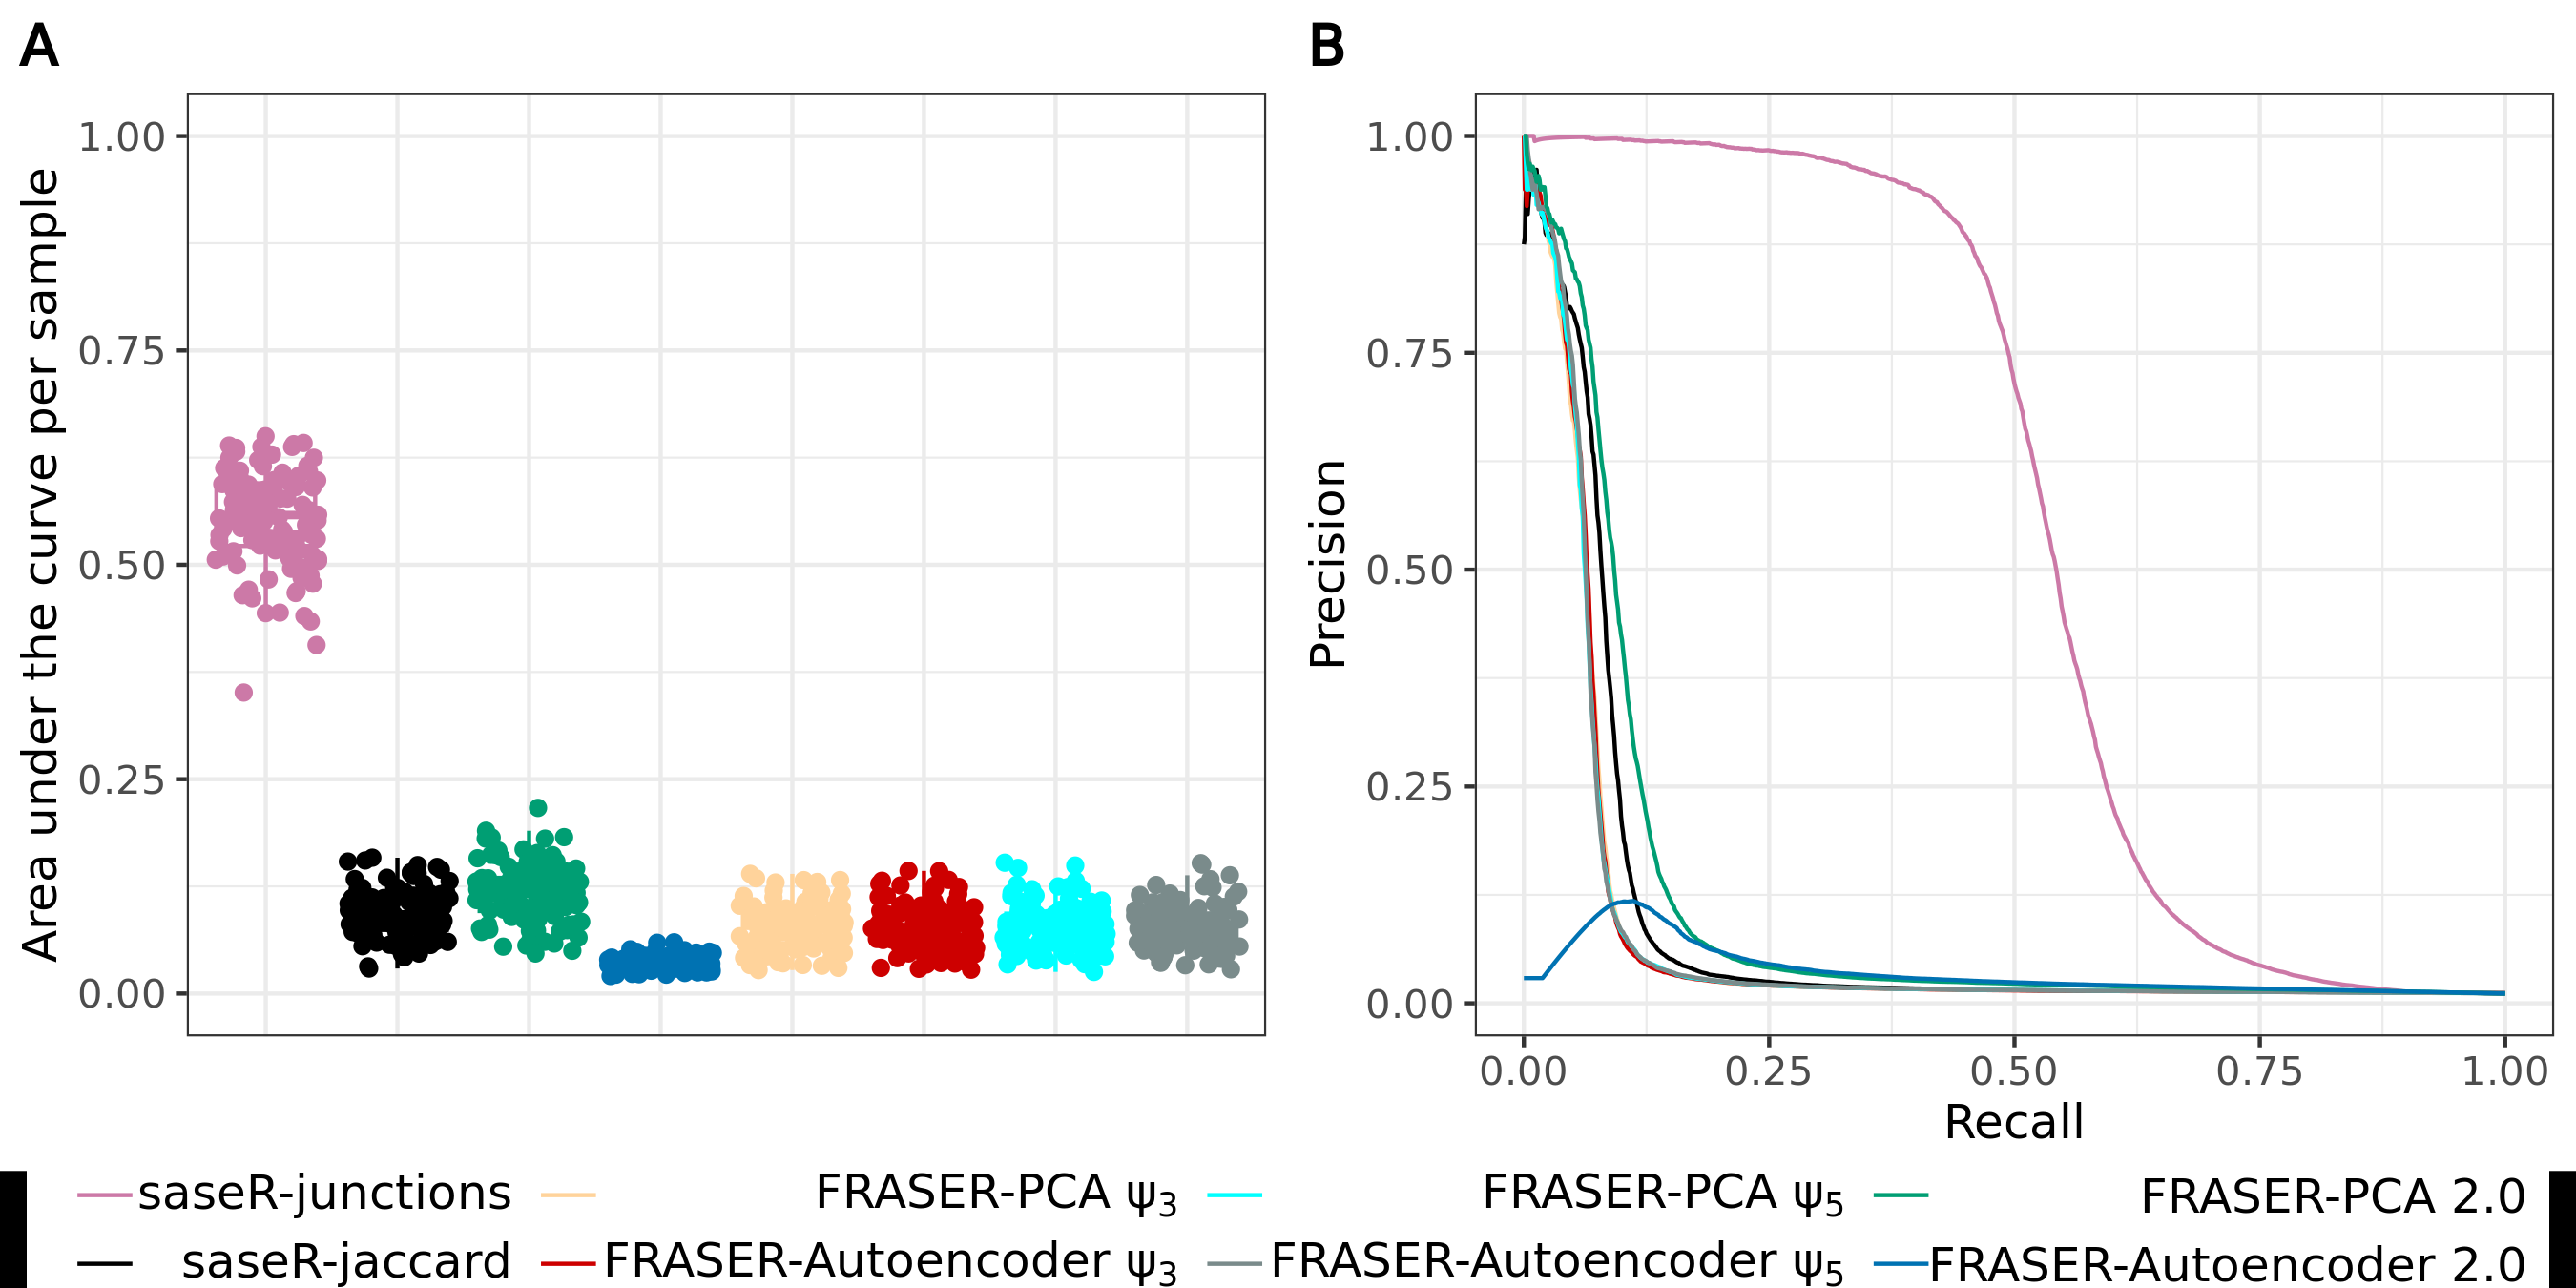 A
Area under the curve per sample
1.00
0.75
0.50
0.25
0.00
B
Precision
1.00
0.75
0.50
0.25
0.00
0.00 0.25 0.50 0.75 1.00
Recall
saseR-junctions FRASER-PCA ψ₃ FRASER-PCA ψ₅ FRASER-PCA 2.0
saseR-jaccard FRASER-Autoencoder ψ₃ FRASER-Autoencoder ψ₅ FRASER-Autoencoder 2.0